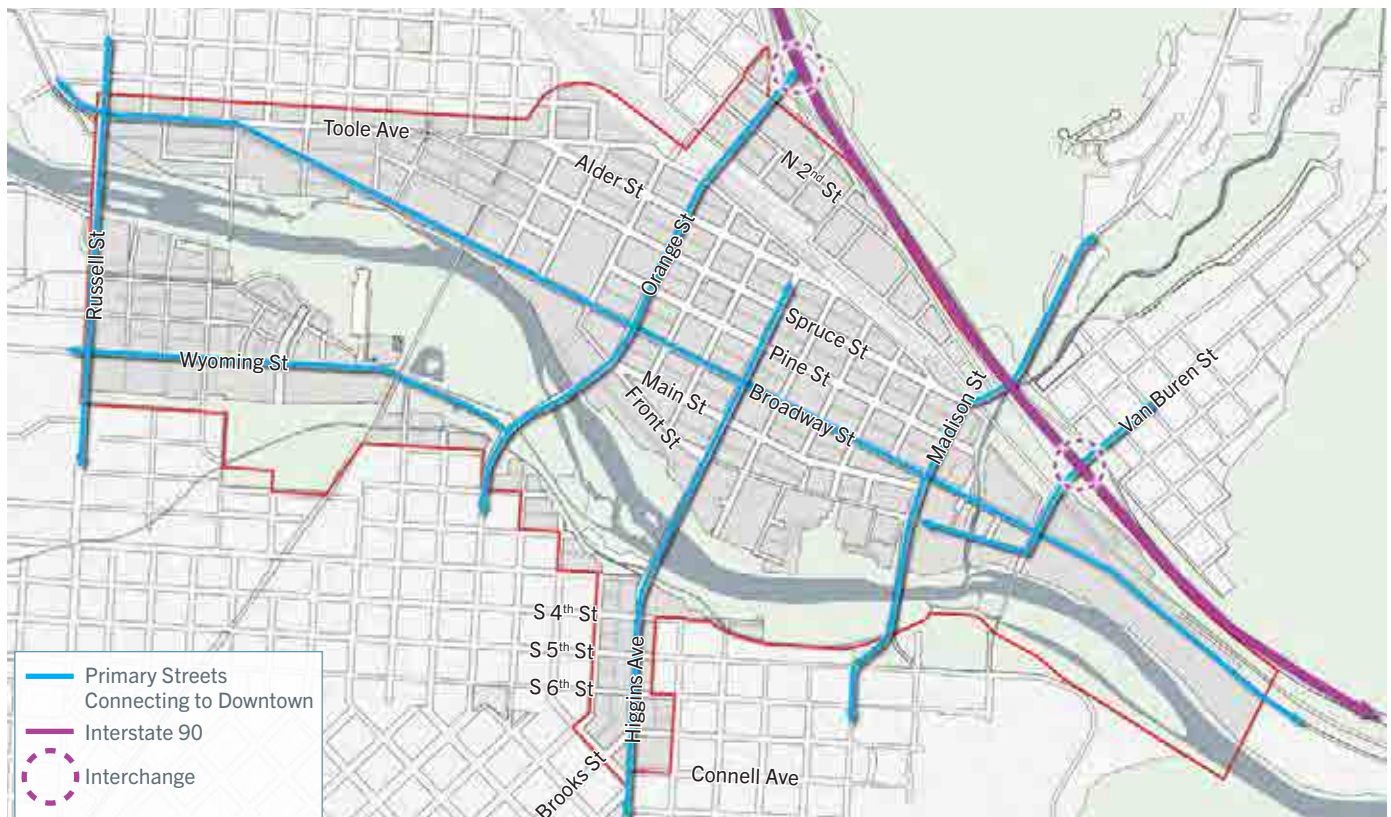 Toole Ave
Alder St
N 2nd St
Orange St
Russell St
Wyoming St
Spruce St
Pine St
Main St
Front St
Broadway St
Madison St
Van Buren St
S 4th St
S 5th St
S 6th St
Higgins Ave
Brooks St
Connell Ave
Primary Streets
Connecting to Downtown
Interstate 90
Interchange